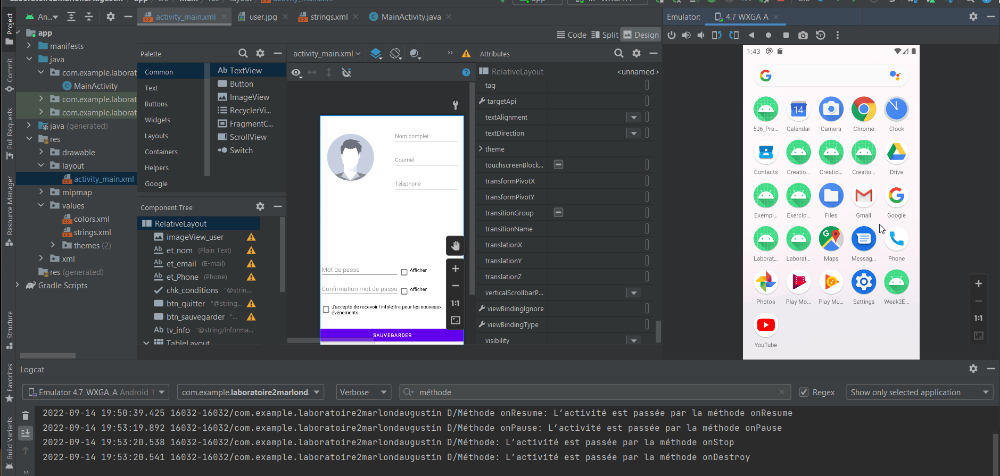 app
src
main
res
layout
activity_main.xml
app
Project
Commit
Pull Requests
Resource Manager
Structure
Favorites
Build Variants
An...
activity_main.xml
user.jpg
strings.xml
MainActivity.java
Emulator:
4.7 WXGA A
app
manifests
java
com.example.laborat
MainActivity
com.example.laborat
com.example.laborat
java (generated)
res
drawable
layout
activity_main.xml
mipmap
values
colors.xml
strings.xml
themes (2)
xml
res (generated)
Gradle Scripts
Code
Split
Design
Palette
Common
Text
Buttons
Widgets
Layouts
Containers
Helpers
Google
Ab TextView
Button
ImageView
RecyclerVi...
FragmentC...
ScrollView
Switch
Component Tree
RelativeLayout
imageView_user
Ab et_nom (Plain Text)
Ab et_email (E-mail)
Ab et_Phone (Phone)
chk_conditions "@strin...
btn_quitter "@string...
btn_sauvegarder "...
Ab tv_info "@string/informa...
TableLayout
activity_main.xml
»
?
Nom complet
Courriel
Telephone
Mot de passe
Afficher
Confirmation mot de passe
Afficher
J'accepte de recevoir l'infolettre pour les nouveaux
événements
SAUVEGARDER
1:1
Attributes
RelativeLayout
<unnamed>
tag
targetApi
textAlignment
textDirection
theme
touchscreenBlock...
transformPivotX
transformPivotY
transitionGroup
transitionName
translationX
translationY
translationZ
verticalScrollbarP...
viewBindingIgnore
viewBindingType
visibility
1:43
14
5J6_Pre...
Calendar
Camera
Chrome
Clock
Contacts
Creatio...
Creatio...
Creatio...
Drive
Exempl...
Exercic...
Files
Gmail
Google
Laborat...
Laborat...
Maps
Messag...
Phone
Photos
Play Mo...
Play Mu...
Settings
Week2E...
YouTube
1:1
Logcat
Emulator 4.7_WXGA_A Android 1
com.example.laboratoire2marlond
Verbose
méthode
Regex
Show only selected application
2022-09-14 19:50:39.425 16032-16032/com.example.laboratoire2marlondaugustin D/Méthode onResume: L’activité est passée par la méthode onResume
2022-09-14 19:53:19.892 16032-16032/com.example.laboratoire2marlondaugustin D/Méthode onPause: L’activité est passée par la méthode onPause
2022-09-14 19:53:20.538 16032-16032/com.example.laboratoire2marlondaugustin D/Méthode: L’activité est passée par la méthode onStop
2022-09-14 19:53:20.541 16032-16032/com.example.laboratoire2marlondaugustin D/Méthode: L’activité est passée par la méthode onDestroy
»